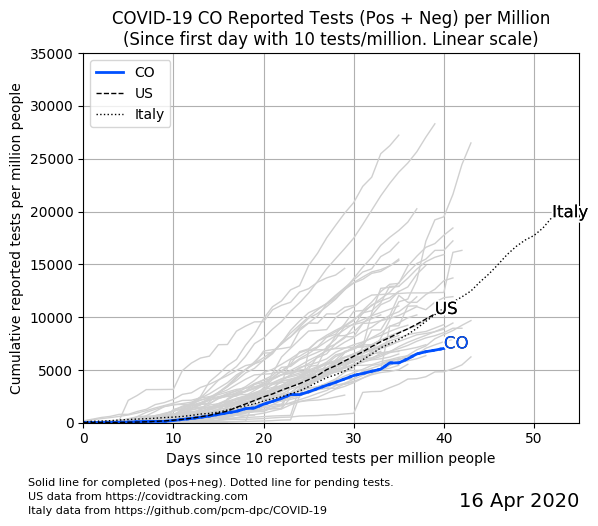 COVID-19 CO Reported Tests (Pos + Neg) per Million
(Since first day with 10 tests/million. Linear scale)
Cumulative reported tests per million people
35000
30000
25000
20000
15000
10000
5000
0
CO
US
Italy
Italy
US
CO
0
10
20
30
40
50
Days since 10 reported tests per million people
Solid line for completed (pos+neg). Dotted line for pending tests.
US data from https://covidtracking.com
Italy data from https://github.com/pcm-dpc/COVID-19
16 Apr 2020